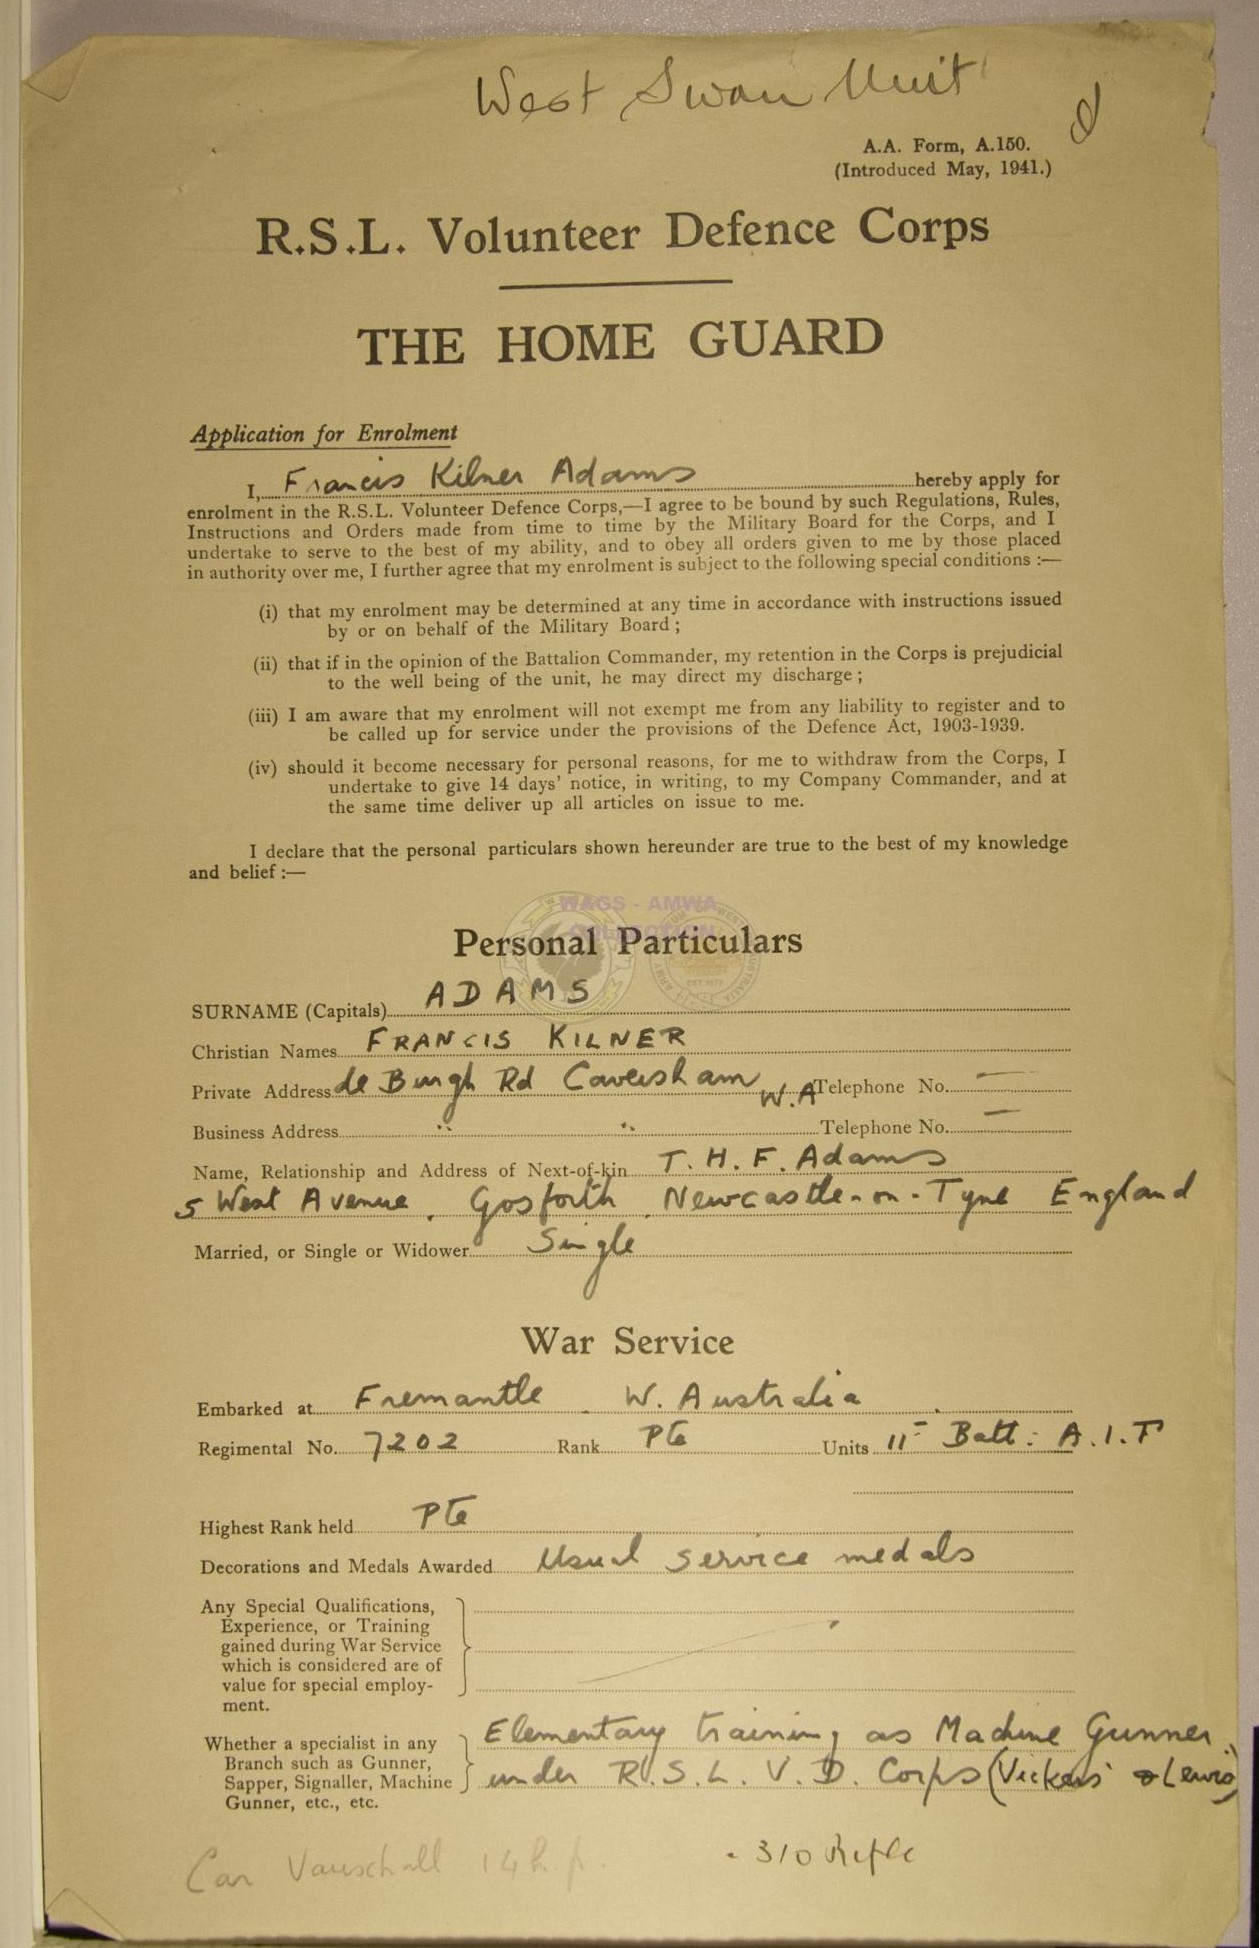 West Swan Unit
A.A. Form, A.150.
(Introduced May, 1941.)
R.S.L. Volunteer Defence Corps
THE HOME GUARD
Application for Enrolment
I, Francis Kilner Adams hereby apply for
enrolment in the R.S.L. Volunteer Defence Corps,—I agree to be bound by such Regulations, Rules,
Instructions and Orders made from time to time by the Military Board for the Corps, and I
undertake to serve to the best of my ability, and to obey all orders given to me by those placed
in authority over me, I further agree that my enrolment is subject to the following special conditions :—
(i) that my enrolment may be determined at any time in accordance with instructions issued
by or on behalf of the Military Board ;
(ii) that if in the opinion of the Battalion Commander, my retention in the Corps is prejudicial
to the well being of the unit, he may direct my discharge ;
(iii) I am aware that my enrolment will not exempt me from any liability to register and to
be called up for service under the provisions of the Defence Act, 1903-1939.
(iv) should it become necessary for personal reasons, for me to withdraw from the Corps, I
undertake to give 14 days' notice, in writing, to my Company Commander, and at
the same time deliver up all articles on issue to me.
I declare that the personal particulars shown hereunder are true to the best of my knowledge
and belief :—
WAGS - AMWA
COLLECTION
Personal Particulars
SURNAME (Capitals) ADAMS
Christian Names FRANCIS KILNER
Private Address de Burgh Rd Caversham W.A Telephone No. —
Business Address " " Telephone No. —
Name, Relationship and Address of Next-of-kin T. H. F. Adams
5 West Avenue, Gosforth, Newcastle-on-Tyne England
Married, or Single or Widower Single
War Service
Embarked at Fremantle W. Australia
Regimental No. 7202 Rank Pte Units 11 Batt: A.I.F
Highest Rank held Pte
Decorations and Medals Awarded Usual service medals
Any Special Qualifications,
Experience, or Training
gained during War Service
which is considered are of
value for special employ-
ment.
Whether a specialist in any Elementary training as Machine Gunner
Branch such as Gunner,
Sapper, Signaller, Machine under R.S.L. V.D. Corps (Vickers & Lewis)
Gunner, etc., etc.
Car Vauxchall 14 h.p. .310 Rifle